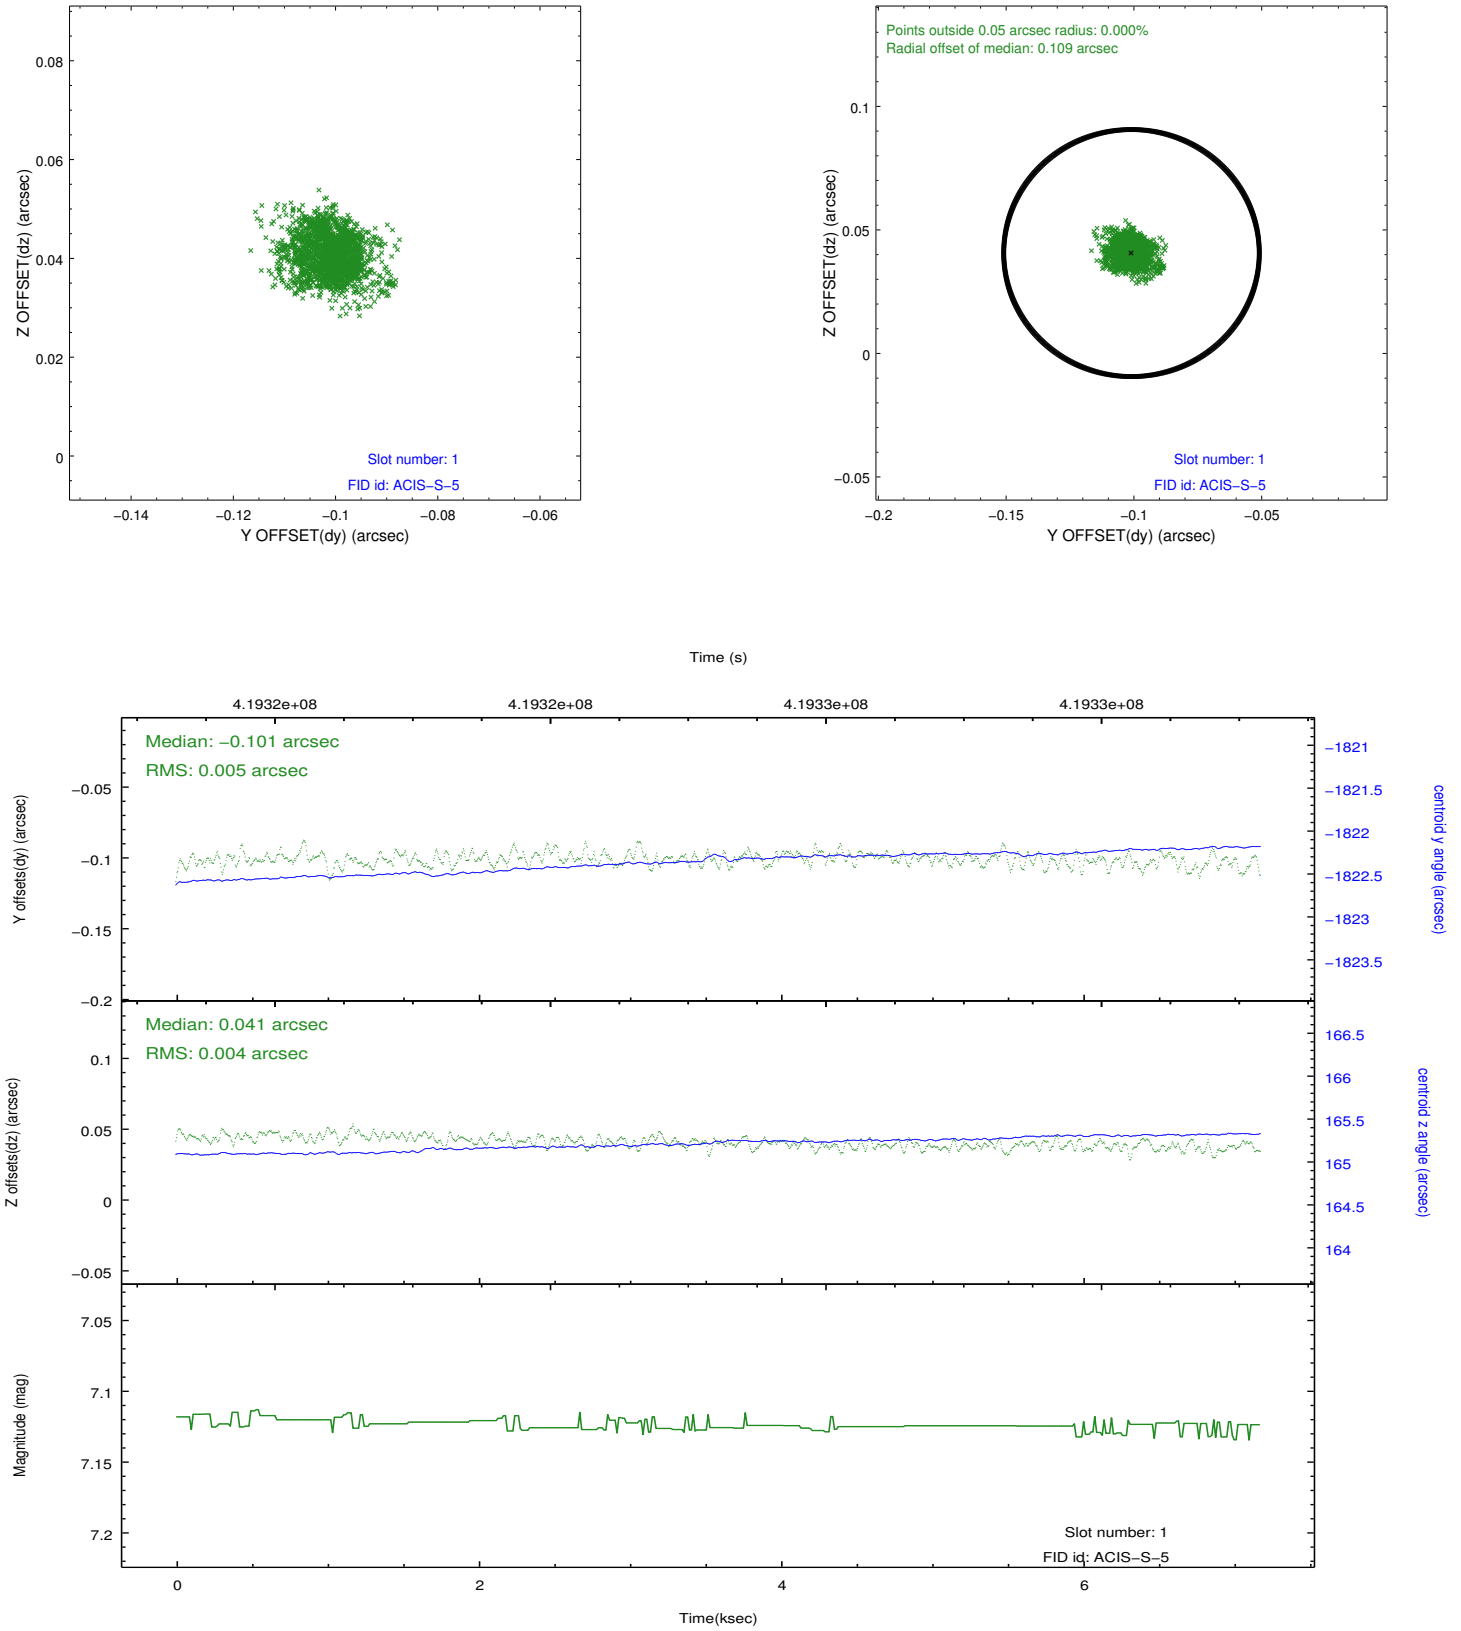 0.08
0.06
0.04
0.02
0
Z OFFSET(dz) (arcsec)
Slot number: 1
FID id: ACIS−S−5
−0.14
−0.12
−0.1
−0.08
−0.06
Y OFFSET(dy) (arcsec)
Points outside 0.05 arcsec radius: 0.000%
Radial offset of median: 0.109 arcsec
0.1
0.05
0
−0.05
Z OFFSET(dz) (arcsec)
Slot number: 1
FID id: ACIS−S−5
−0.2
−0.15
−0.1
−0.05
Y OFFSET(dy) (arcsec)
Time (s)
4.1932e+08
4.1932e+08
4.1933e+08
4.1933e+08
Median: −0.101 arcsec
RMS: 0.005 arcsec
−0.05
−0.1
−0.15
−0.2
Y offsets(dy) (arcsec)
−1821
−1821.5
−1822
−1822.5
−1823
−1823.5
centroid y angle (arcsec)
Median: 0.041 arcsec
RMS: 0.004 arcsec
0.1
0.05
0
−0.05
Z offsets(dz) (arcsec)
166.5
166
165.5
165
164.5
164
centroid z angle (arcsec)
7.05
7.1
7.15
7.2
Magnitude (mag)
Slot number: 1
FID id: ACIS−S−5
0
2
4
6
Time(ksec)